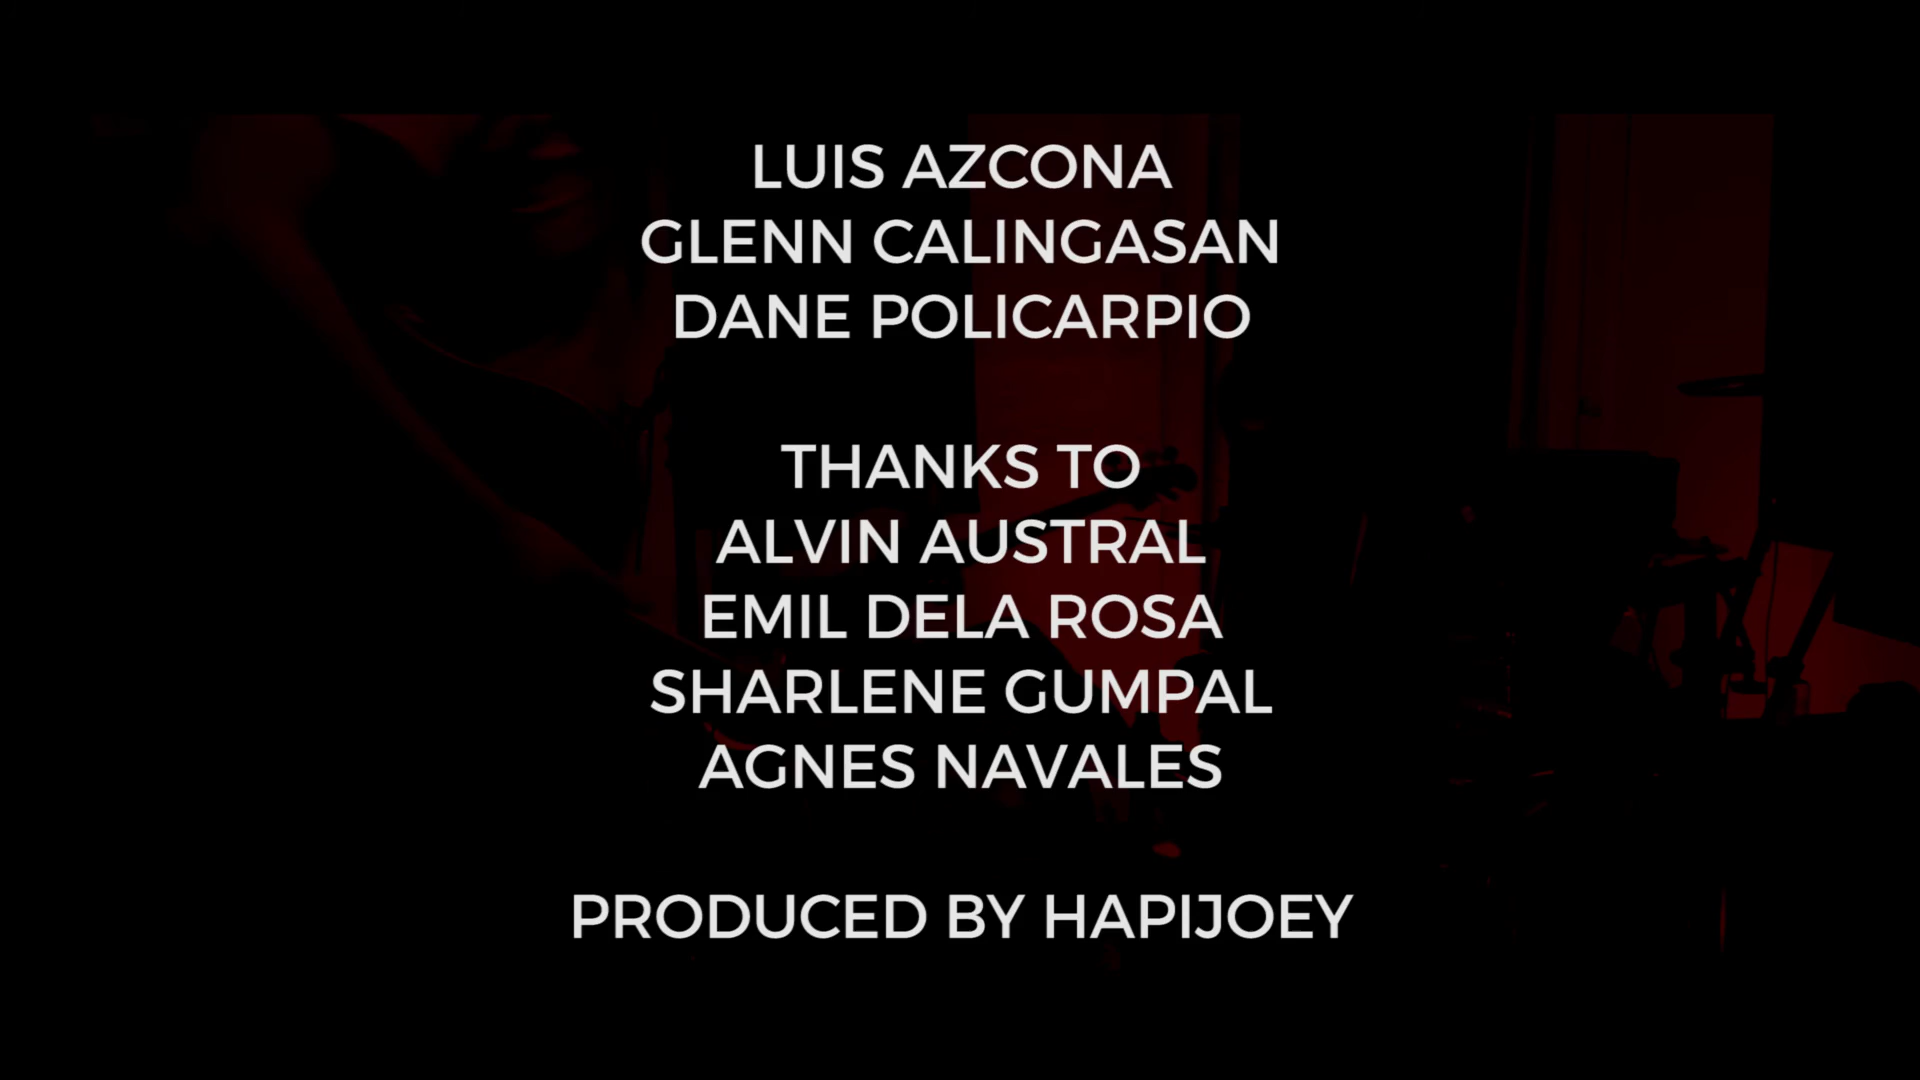 LUIS AZCONA
GLENN CALINGASAN
DANE POLICARPIO
THANKS TO
ALVIN AUSTRAL
EMIL DELA ROSA
SHARLENE GUMPAL
AGNES NAVALES
PRODUCED BY HAPIJOEY